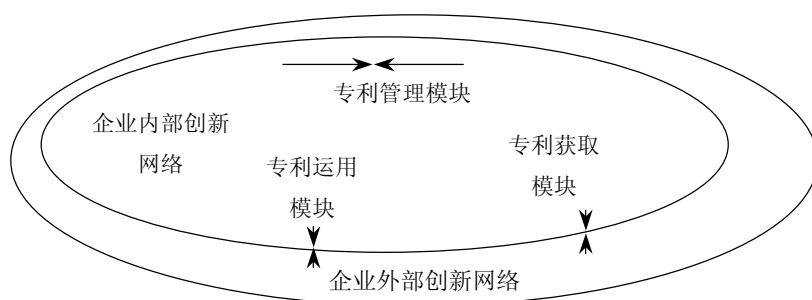 专利管理模块
企业内部创新
网络
专利运用
模块
专利获取
模块
企业外部创新网络